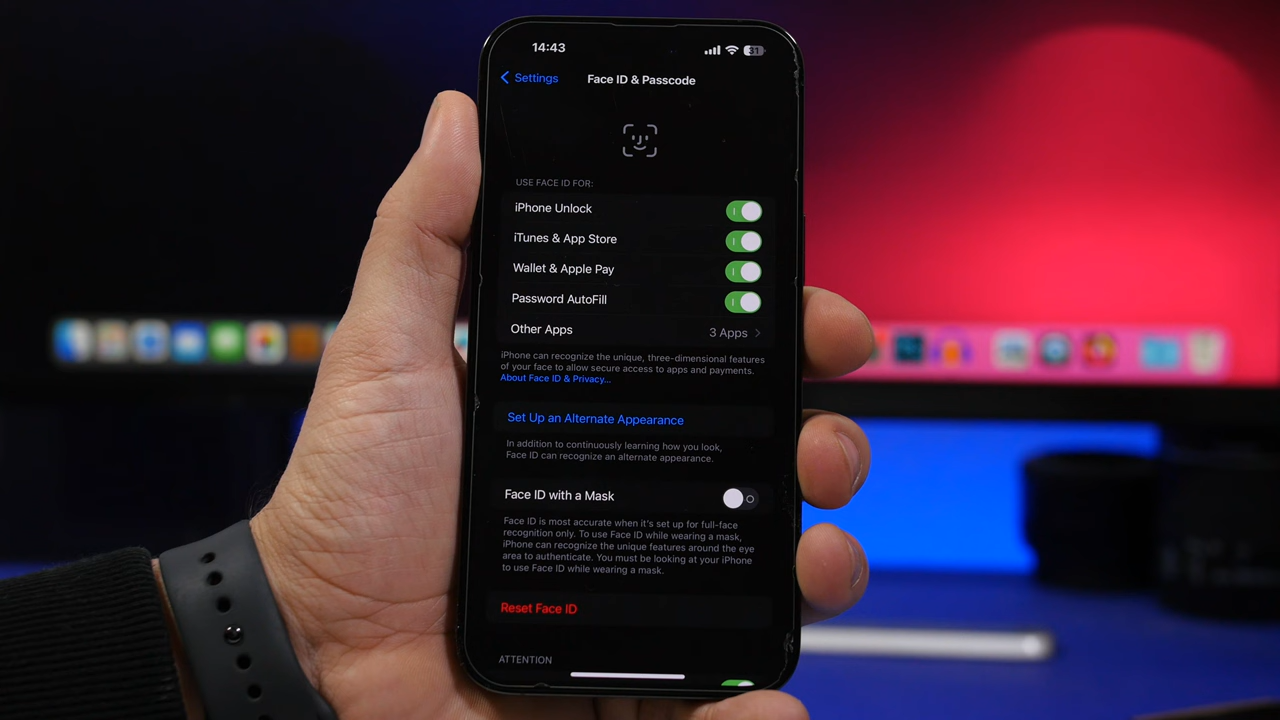 14:43
31
Settings
Face ID & Passcode
USE FACE ID FOR:
iPhone Unlock
iTunes & App Store
Wallet & Apple Pay
Password AutoFill
Other Apps 3 Apps
iPhone can recognize the unique, three-dimensional features
of your face to allow secure access to apps and payments.
About Face ID & Privacy...
Set Up an Alternate Appearance
In addition to continuously learning how you look,
Face ID can recognize an alternate appearance.
Face ID with a Mask
Face ID is most accurate when it's set up for full-face
recognition only. To use Face ID while wearing a mask,
iPhone can recognize the unique features around the eye
area to authenticate. You must be looking at your iPhone
to use Face ID while wearing a mask.
Reset Face ID
ATTENTION